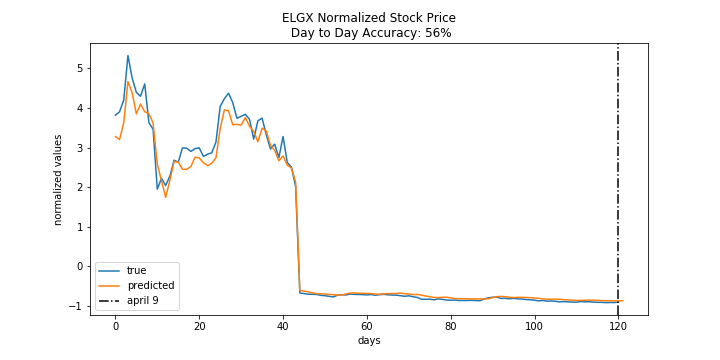 ELGX Normalized Stock Price
Day to Day Accuracy: 56%
normalized values
5
4
3
2
1
0
−1
true
predicted
april 9
0
20
40
60
80
100
120
days